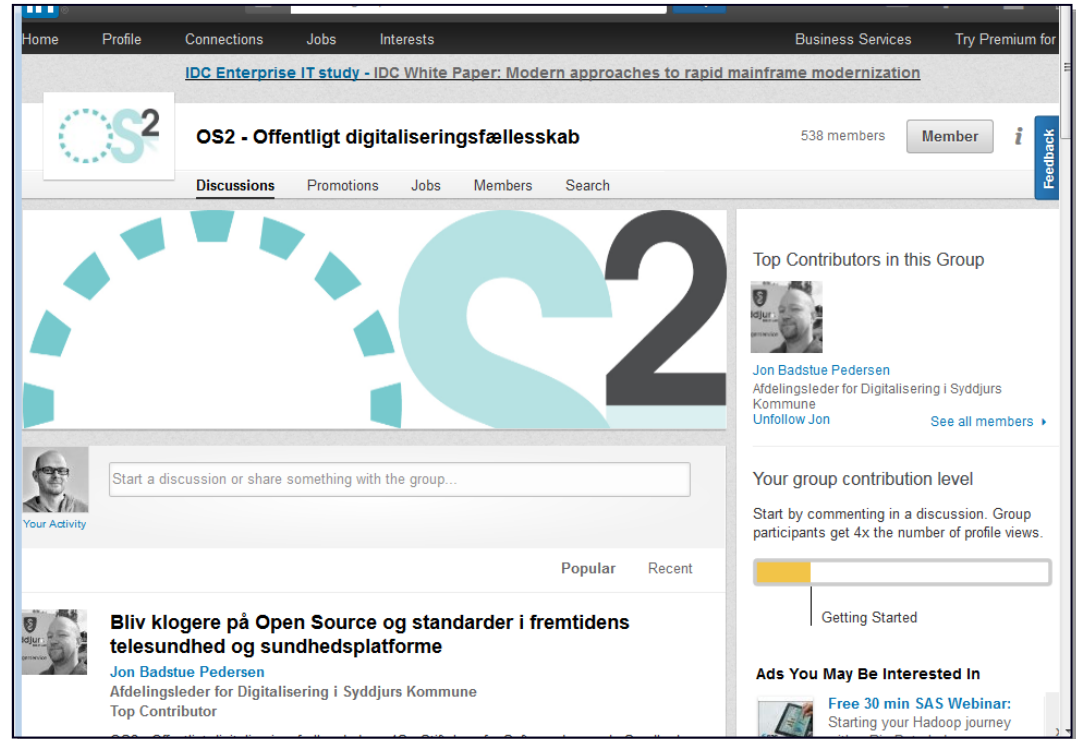 Home Profile Connections Jobs Interests Business Services Try Premium for
IDC Enterprise IT study - IDC White Paper: Modern approaches to rapid mainframe modernization
OS2
OS2 - Offentligt digitaliseringsfællesskab
538 members
Member
i
Feedback
Discussions Promotions Jobs Members Search
OS2
Start a discussion or share something with the group...
Your Activity
Popular Recent
Bliv klogere på Open Source og standarder i fremtidens
telesundhed og sundhedsplatforme
Jon Badstue Pedersen
Afdelingsleder for Digitalisering i Syddjurs Kommune
Top Contributor
Top Contributors in this Group
Jon Badstue Pedersen
Afdelingsleder for Digitalisering i Syddjurs
Kommune
Unfollow Jon
See all members
Your group contribution level
Start by commenting in a discussion. Group
participants get 4x the number of profile views.
Getting Started
Ads You May Be Interested In
Free 30 min SAS Webinar:
Starting your Hadoop journey